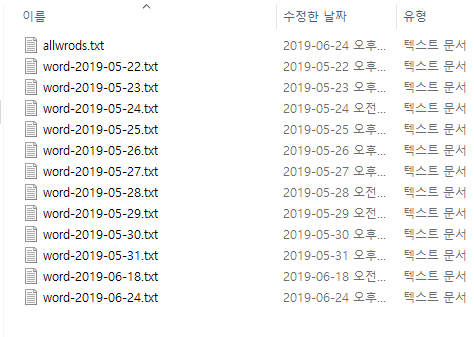 이름 수정한 날짜 유형
allwrods.txt 2019-06-24 오후... 텍스트 문서
word-2019-05-22.txt 2019-05-22 오후... 텍스트 문서
word-2019-05-23.txt 2019-05-23 오후... 텍스트 문서
word-2019-05-24.txt 2019-05-24 오전... 텍스트 문서
word-2019-05-25.txt 2019-05-25 오후... 텍스트 문서
word-2019-05-26.txt 2019-05-26 오후... 텍스트 문서
word-2019-05-27.txt 2019-05-27 오후... 텍스트 문서
word-2019-05-28.txt 2019-05-28 오전... 텍스트 문서
word-2019-05-29.txt 2019-05-29 오전... 텍스트 문서
word-2019-05-30.txt 2019-05-30 오후... 텍스트 문서
word-2019-05-31.txt 2019-05-31 오후... 텍스트 문서
word-2019-06-18.txt 2019-06-18 오전... 텍스트 문서
word-2019-06-24.txt 2019-06-24 오후... 텍스트 문서